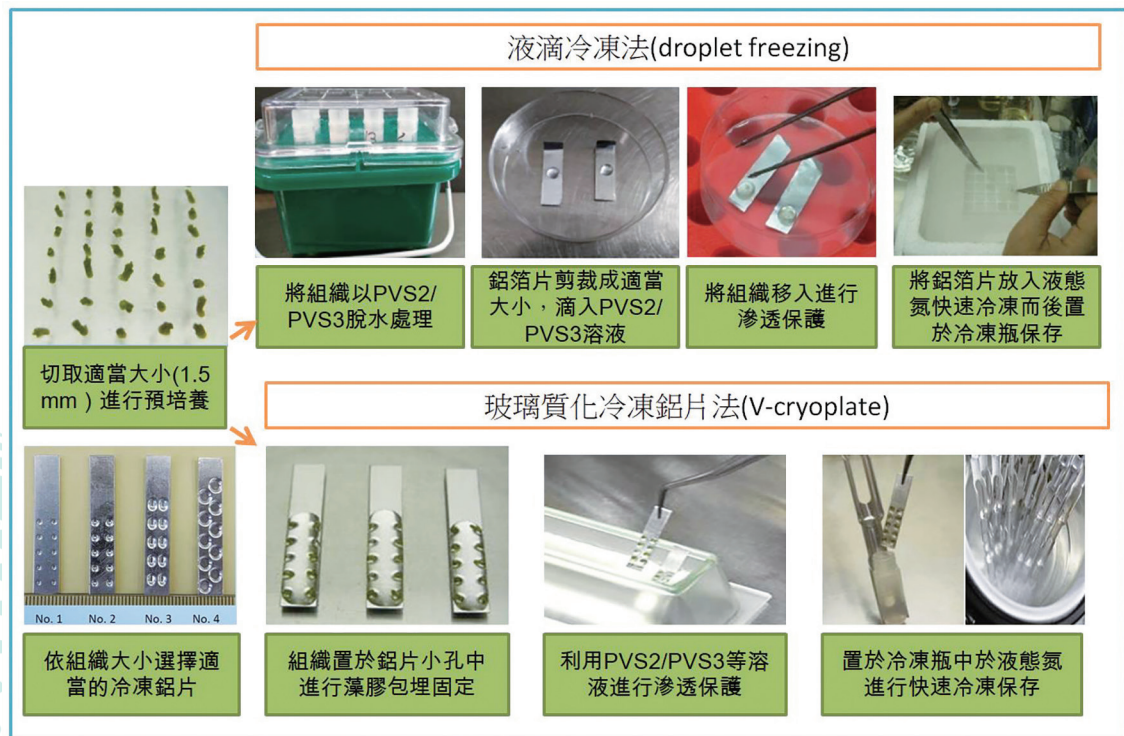 液滴冷凍法(droplet freezing)
將組織以PVS2/
PVS3脫水處理
鋁箔片剪裁成適當
大小，滴入PVS2/
PVS3溶液
將組織移入進行
滲透保護
將鋁箔片放入液態
氮快速冷凍而後置
於冷凍瓶保存
切取適當大小(1.5
mm ) 進行預培養
玻璃質化冷凍鋁片法(V-cryoplate)
No. 1
No. 2
No. 3
No. 4
依組織大小選擇適
當的冷凍鋁片
組織置於鋁片小孔中
進行藻膠包埋固定
利用PVS2/PVS3等溶
液進行滲透保護
置於冷凍瓶中於液態氮
進行快速冷凍保存